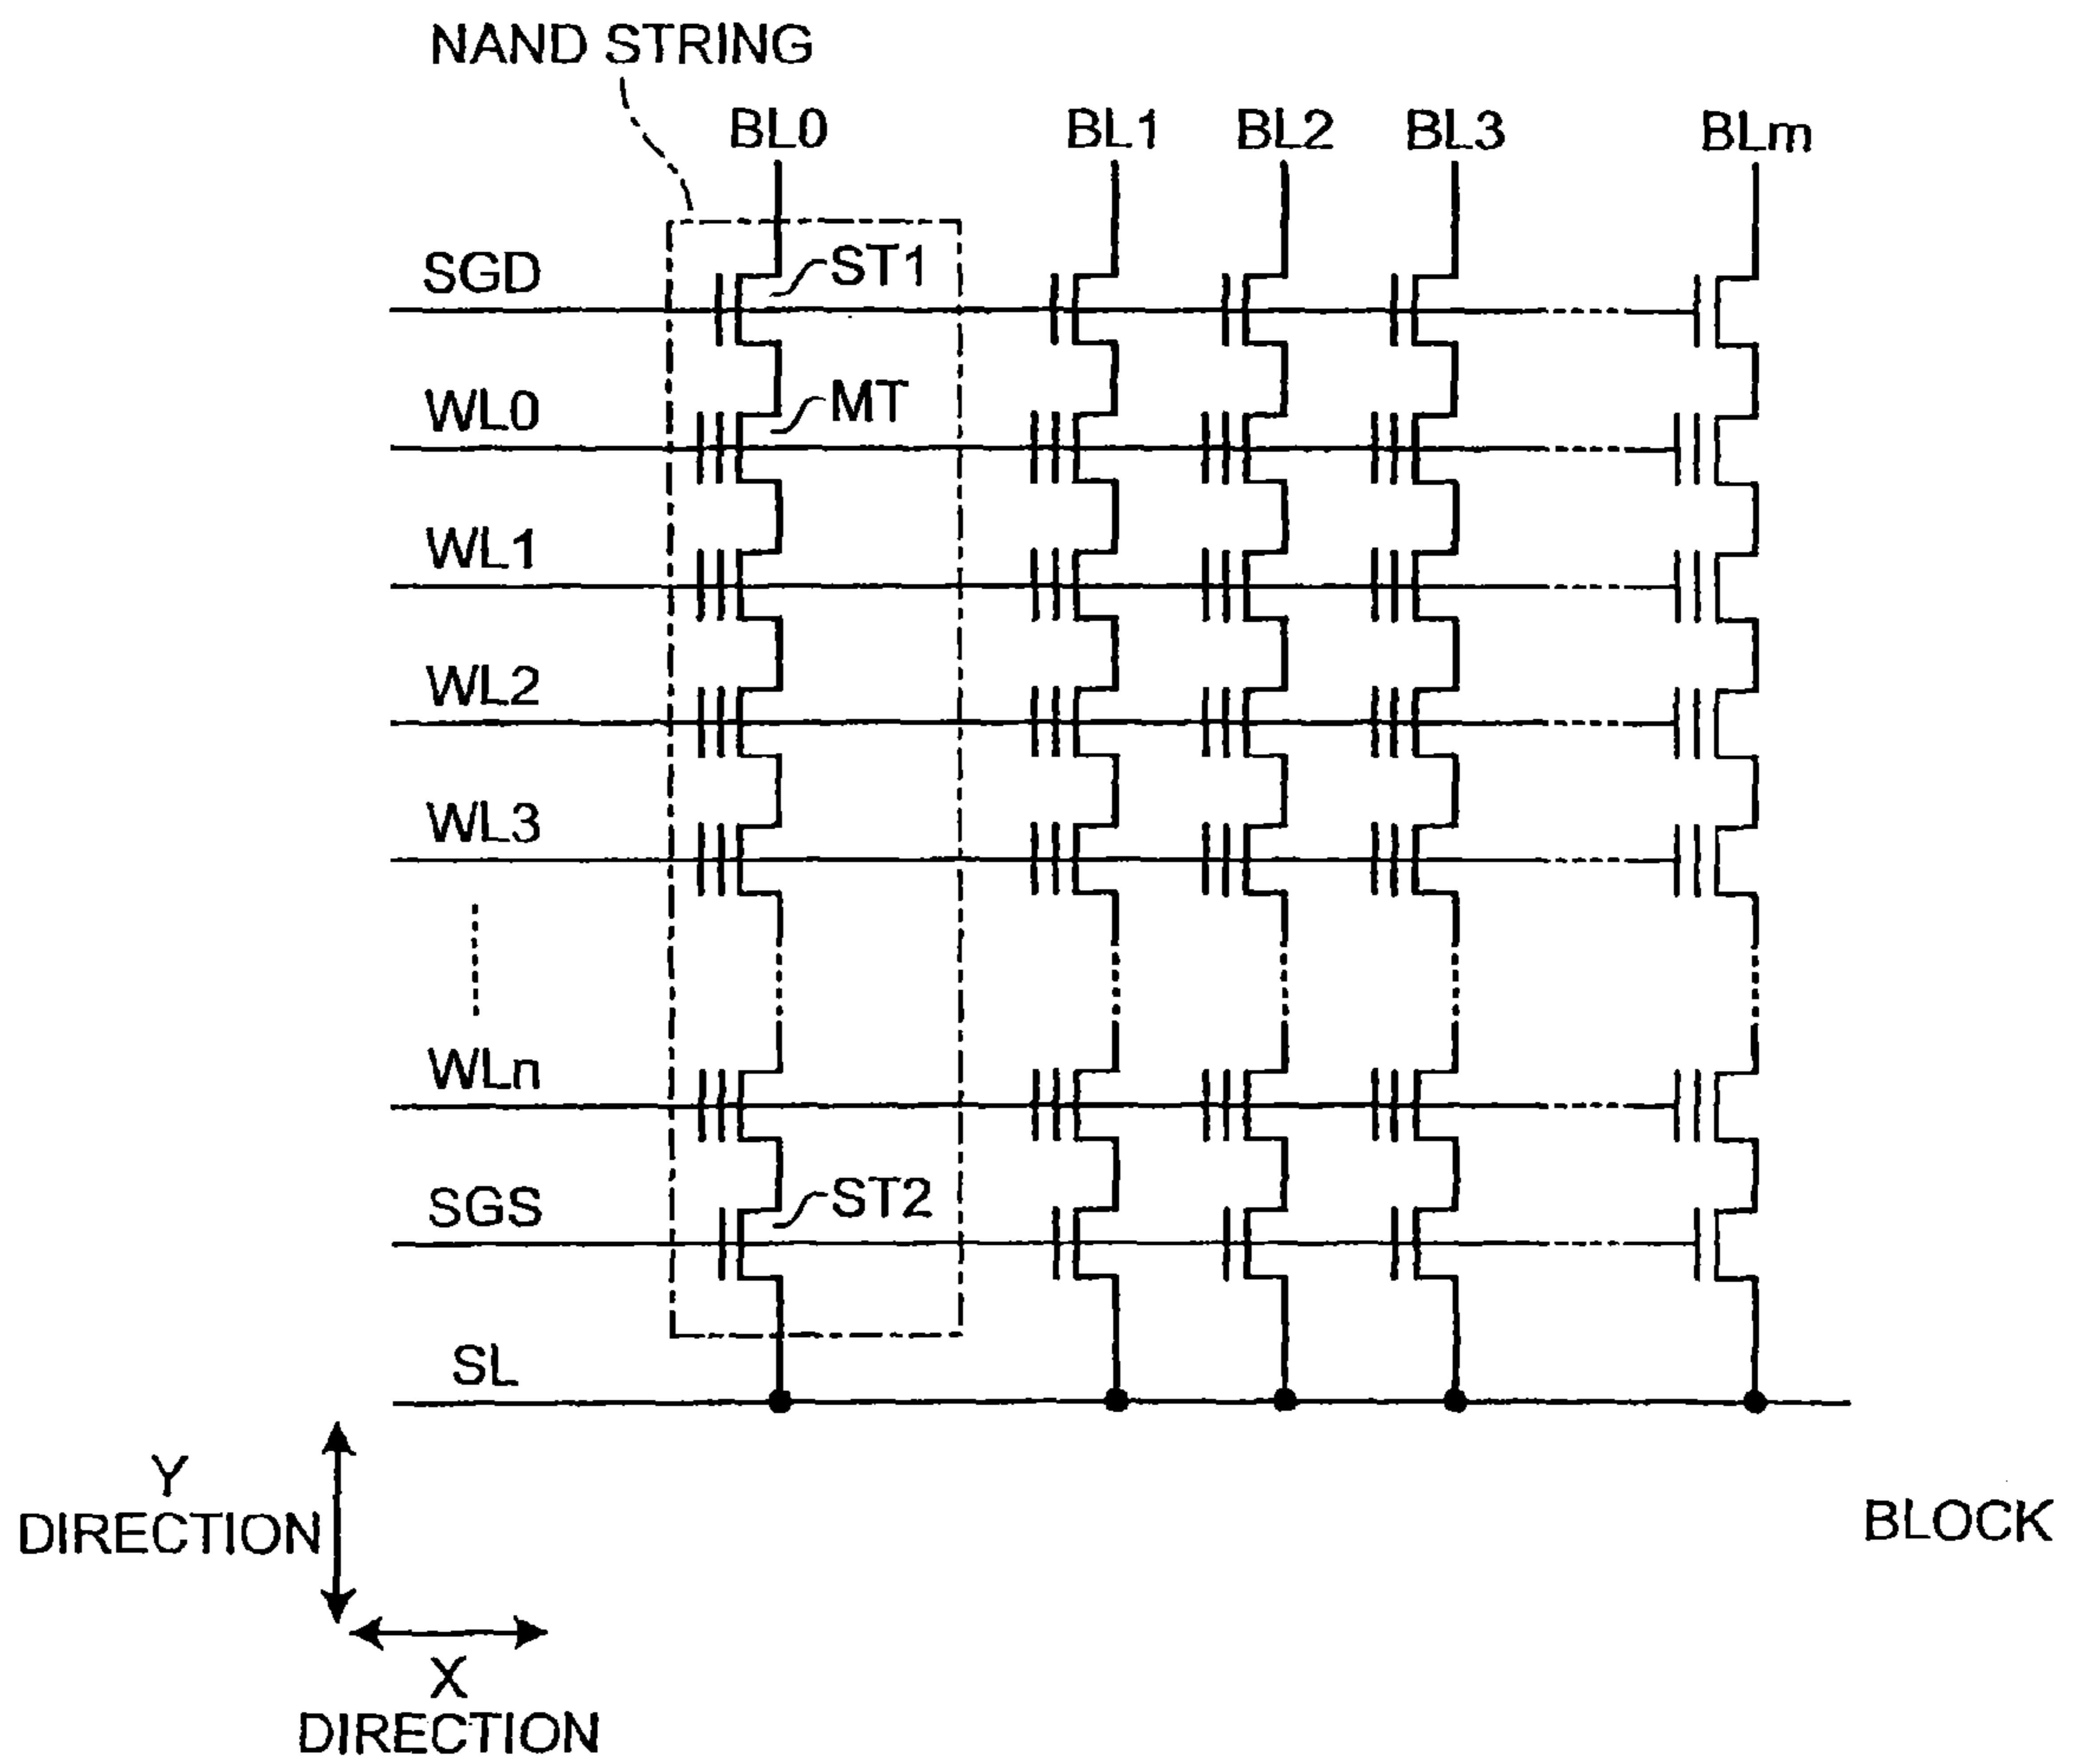 NAND STRING
BL0 BL1 BL2 BL3 BLm
SGD ST1
WL0 MT
WL1
WL2
WL3
WLn
SGS ST2
SL
Y
DIRECTION
BLOCK
X
DIRECTION